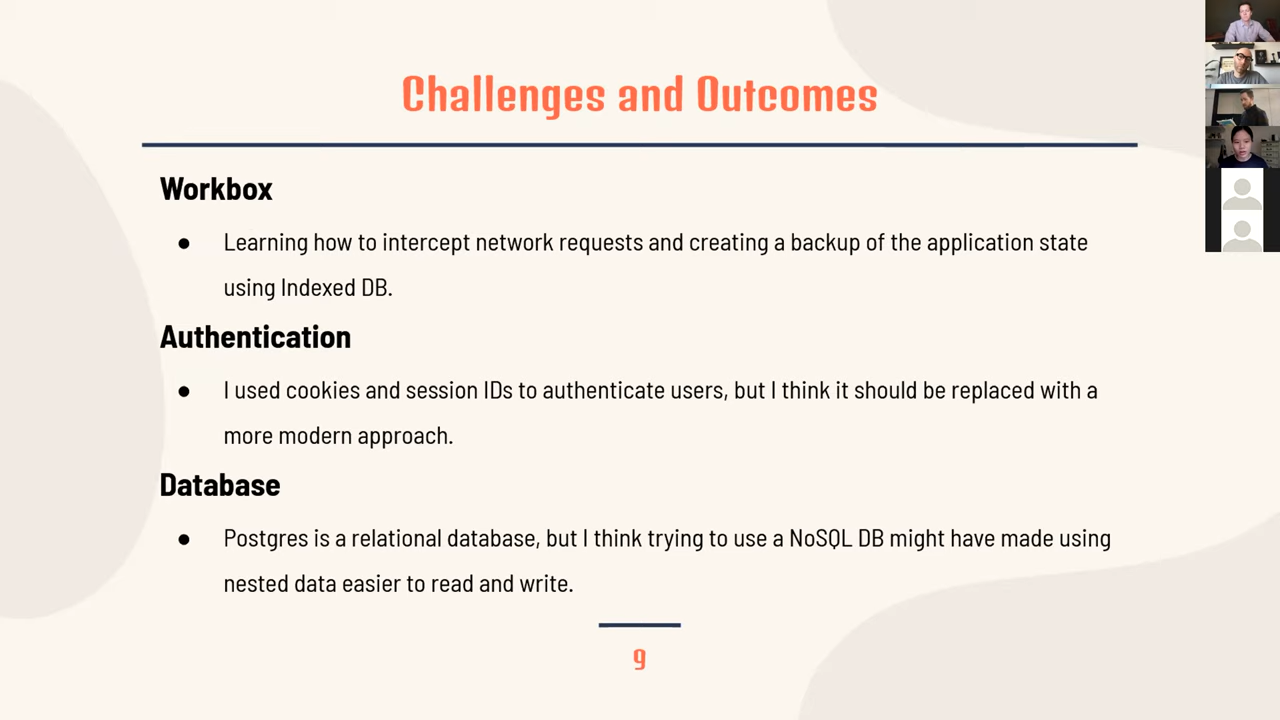 Challenges and Outcomes
Workbox
● Learning how to intercept network requests and creating a backup of the application state
using Indexed DB.
Authentication
● I used cookies and session IDs to authenticate users, but I think it should be replaced with a
more modern approach.
Database
● Postgres is a relational database, but I think trying to use a NoSQL DB might have made using
nested data easier to read and write.
9